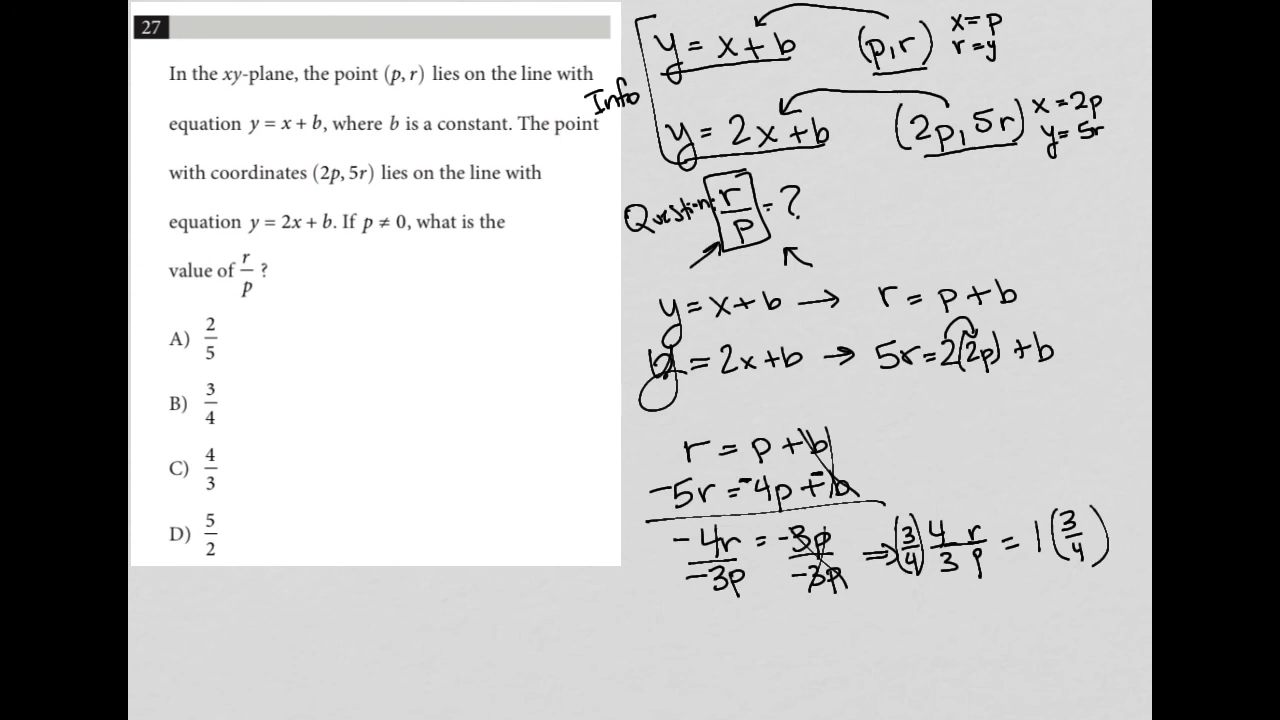 27
In the xy-plane, the point (p, r) lies on the line with
equation y = x + b, where b is a constant. The point
with coordinates (2p, 5r) lies on the line with
equation y = 2x + b. If p ≠ 0, what is the
value of r/p ?
A) 2/5
B) 3/4
C) 4/3
D) 5/2
Info
y = x + b (p, r) x = p
r = y
y = 2x + b (2p, 5r) x = 2p
y = 5r
Question: r/p = ?
y = x + b → r = p + b
y = 2x + b → 5r = 2(2p) + b
r = p + b
-5r = -4p + -b
-4r/-3p = -3p/-3p ⇒ (3/4) 4/3 r/p = 1 (3/4)